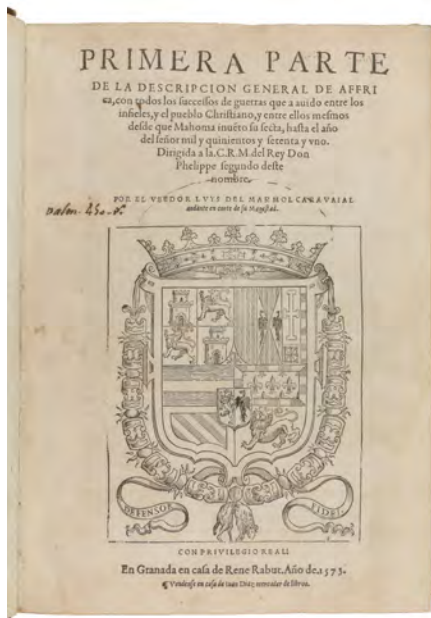 PRIMERA PARTE
DE LA DESCRIPCION GENERAL DE AFFRI
ca, con todos los succeſſos de guerras que a auido entre los
infieles, y el pueblo Chriſtiano, y entre ellos meſmos
deſde que Mahoma inuẽto ſu ſecta, haſta el año
del ſeñor mil y quinientos y ſetenta y vno.
Dirigida a la.C.R.M. del Rey Don
Phelippe ſegundo deſte
nombre.
POR EL VEEDOR LVYS DEL MARMOL CARAVAIAL
andante en corte de ſu Mageſtad.
DEFENSOR FIDEI.
CON PRIVILEGIO REAL.
En Granada en caſa de Rene Rabut. Año de.1573.
Vendeſe en caſa de Iuan Diaz mercader de libros.